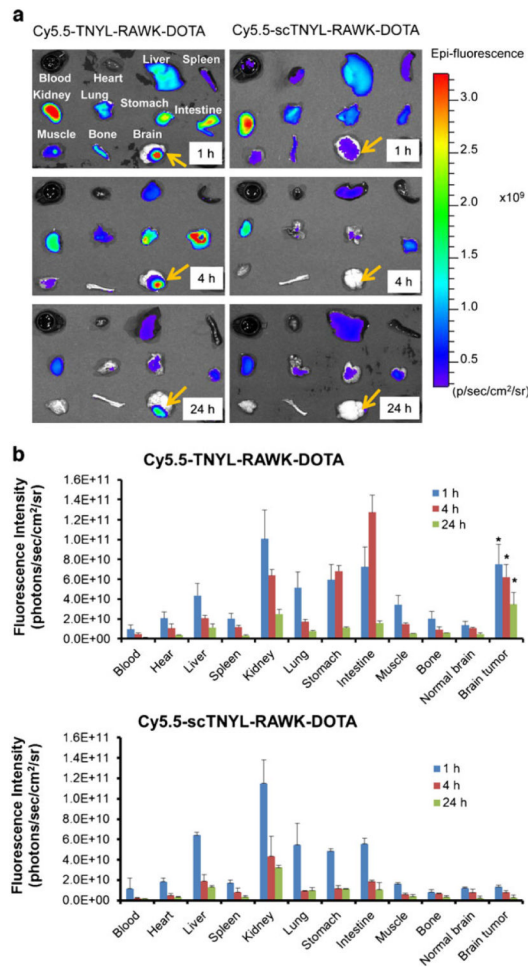 a
Cy5.5-TNYL-RAWK-DOTA
Cy5.5-scTNYL-RAWK-DOTA
Blood Heart Liver Spleen
Kidney Lung Stomach Intestine
Muscle Bone Brain
1 h
1 h
4 h
4 h
24 h
24 h
Epi-fluorescence
3.0
2.5
2.0
x10⁹
1.5
1.0
0.5
(p/sec/cm²/sr)
b
Cy5.5-TNYL-RAWK-DOTA
Fluorescence Intensity
(photons/sec/cm²/sr)
1.6E+11
1.4E+11
1.2E+11
1.0E+11
8.0E+10
6.0E+10
4.0E+10
2.0E+10
0.0E+00
1 h
4 h
24 h
* * *
Blood
Hear
Liver
Spleen
Kidney
Lung
Stomach
Intestine
Muscle
Bone
Normal brain
Brain tumor
Cy5.5-scTNYL-RAWK-DOTA
Fluorescence Intensity
(photons/sec/cm²/sr)
1.6E+11
1.4E+11
1.2E+11
1.0E+11
8.0E+10
6.0E+10
4.0E+10
2.0E+10
0.0E+00
1 h
4 h
24 h
Blood
Heart
Liver
Spleen
Kidney
Lung
Stomach
Intestine
Muscle
Bone
Normal brain
Brain tumor